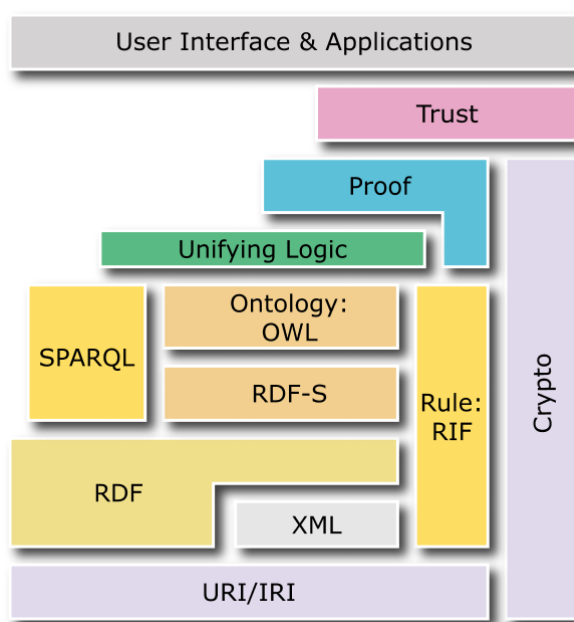 User Interface & Applications
Trust
Proof
Unifying Logic
Ontology:
OWL
SPARQL
RDF-S
Rule:
RIF
Crypto
RDF
XML
URI/IRI